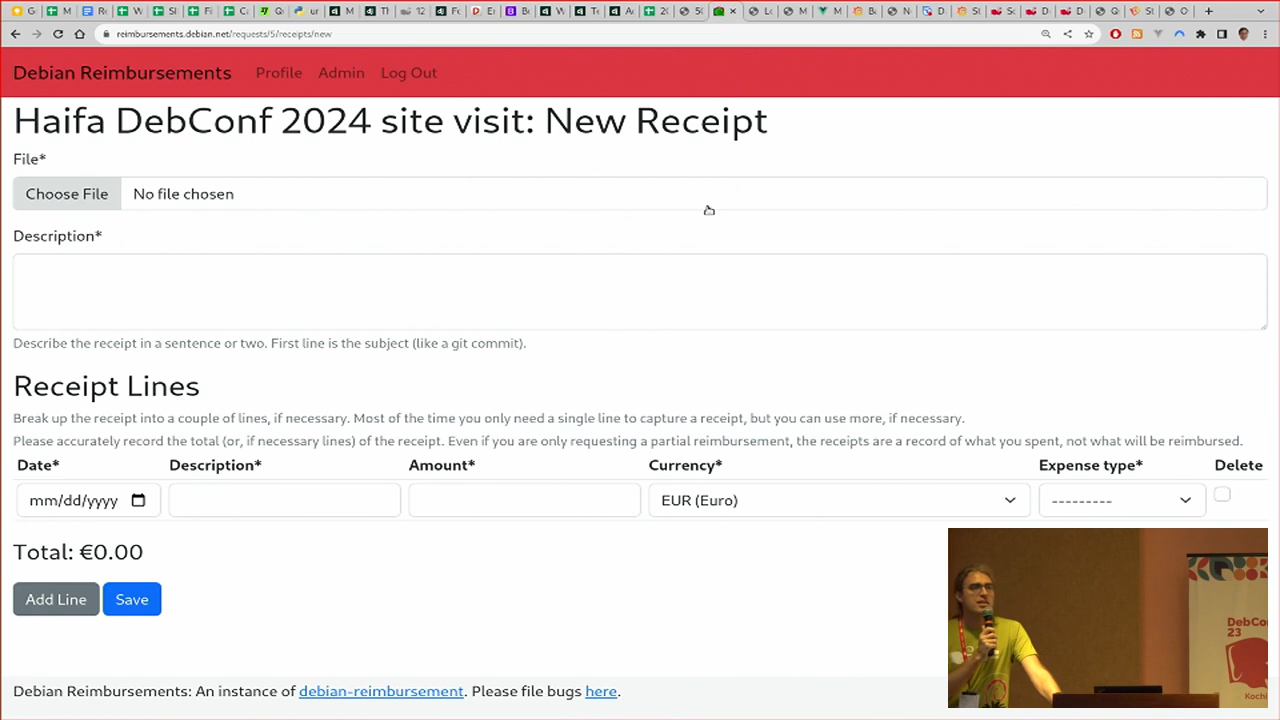 reimbursements.debian.net/requests/5/receipts/new
Debian Reimbursements Profile Admin Log Out
Haifa DebConf 2024 site visit: New Receipt
File*
Choose File No file chosen
Description*
Describe the receipt in a sentence or two. First line is the subject (like a git commit).
Receipt Lines
Break up the receipt into a couple of lines, if necessary. Most of the time you only need a single line to capture a receipt, but you can use more, if necessary.
Please accurately record the total (or, if necessary lines) of the receipt. Even if you are only requesting a partial reimbursement, the receipts are a record of what you spent, not what will be reimbursed.
Date* Description* Amount* Currency* Expense type* Delete
mm/dd/yyyy EUR (Euro) ---------
Total: €0.00
Add Line Save
DebCon
23
Kochi
Debian Reimbursements: An instance of debian-reimbursement. Please file bugs here.